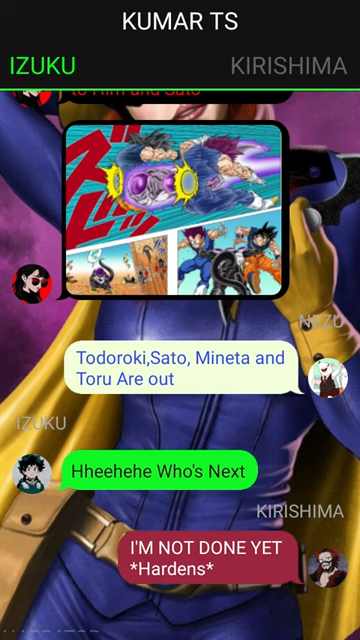 KUMAR TS
IZUKU KIRISHIMA
to Him and Sato
NEZU
Todoroki,Sato, Mineta and
Toru Are out
IZUKU
Hheehehe Who's Next
KIRISHIMA
I'M NOT DONE YET
*Hardens*